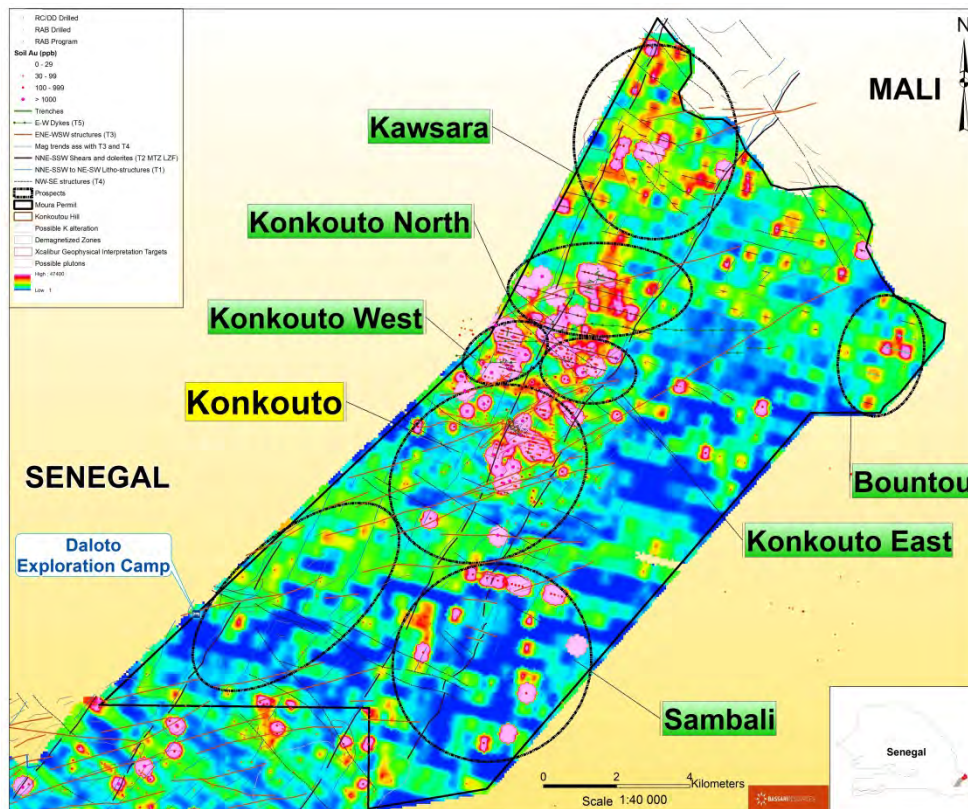 RC/DD Drilled
RAB Drilled
RAB Program
Soil Au (ppb)
0 - 29
30 - 99
100 - 999
> 1000
Trenches
E-W Dykes (T5)
ENE-WSW structures (T3)
Mag trends ass with T3 and T4
NNE-SSW Shears and dolerites (T2 MTZ LZF)
NNE-SSW to NE-SW Litho-structures (T1)
NW-SE structures (T4)
Prospects
Moura Permit
Konkoutou Hill
Possible K alteration
Demagnetized Zones
Xcalibur Geophysical Interpretation Targets
Possible plutons
High : 47400
Low : 1
N
MALI
Kawsara
Konkouto North
Konkouto West
Konkouto
SENEGAL
Bountou
Konkouto East
Daloto
Exploration Camp
Sambali
Senegal
0 2 4
Kilometers
Scale 1:40 000
BASSARI RESOURCES